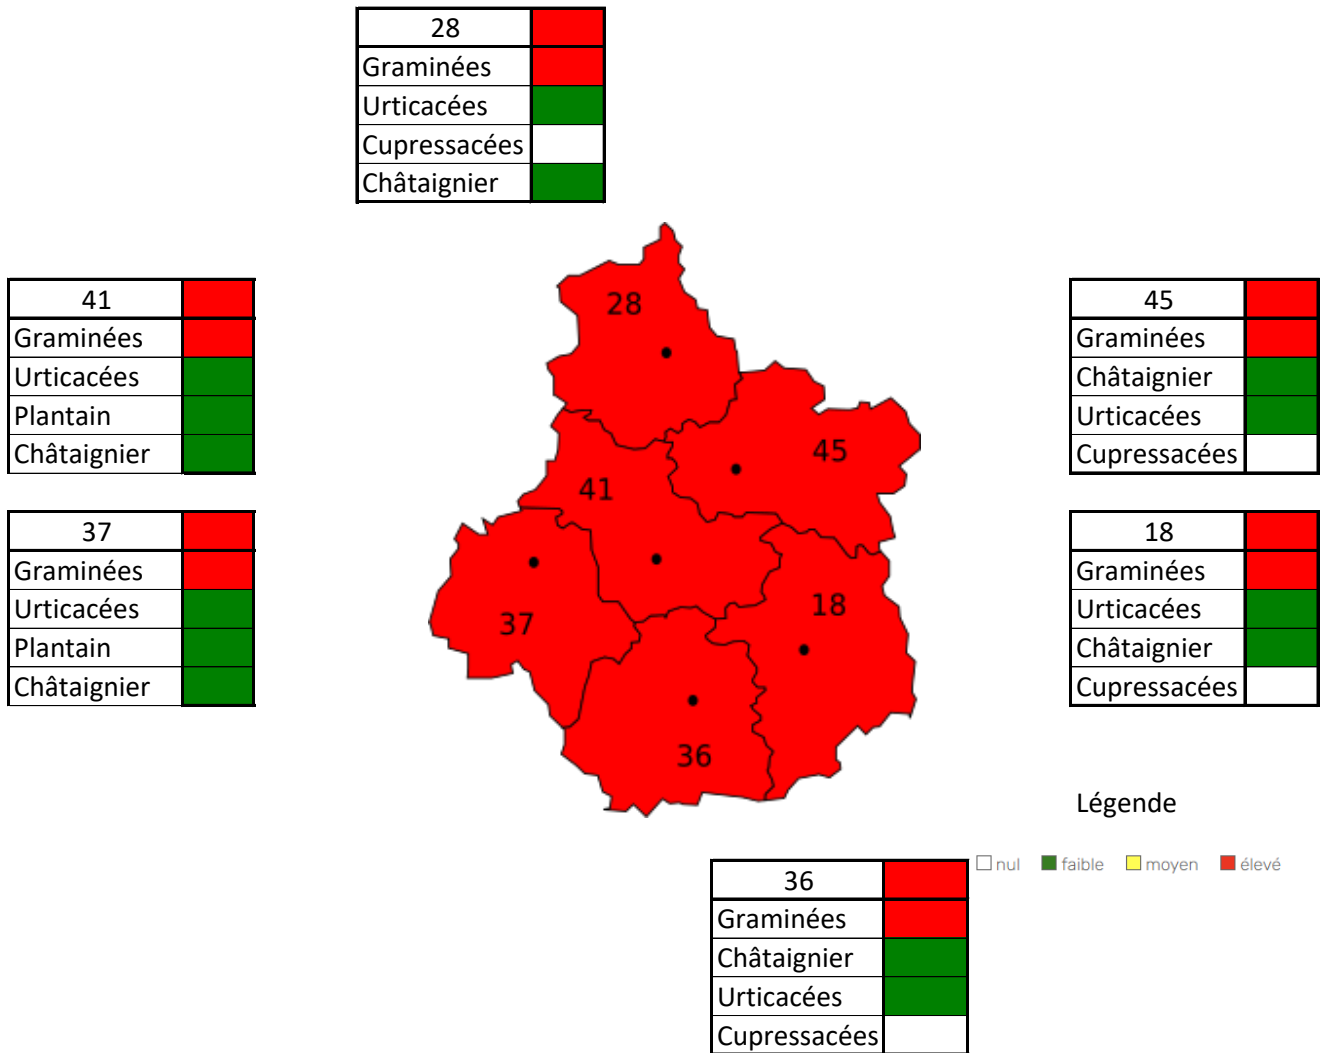 28
Graminées
Urticacées
Cupressacées
Châtaignier
41
Graminées
Urticacées
Plantain
Châtaignier
37
Graminées
Urticacées
Plantain
Châtaignier
28
45
41
37
18
36
45
Graminées
Châtaignier
Urticacées
Cupressacées
18
Graminées
Urticacées
Châtaignier
Cupressacées
Légende
nul faible moyen élevé
36
Graminées
Châtaignier
Urticacées
Cupressacées